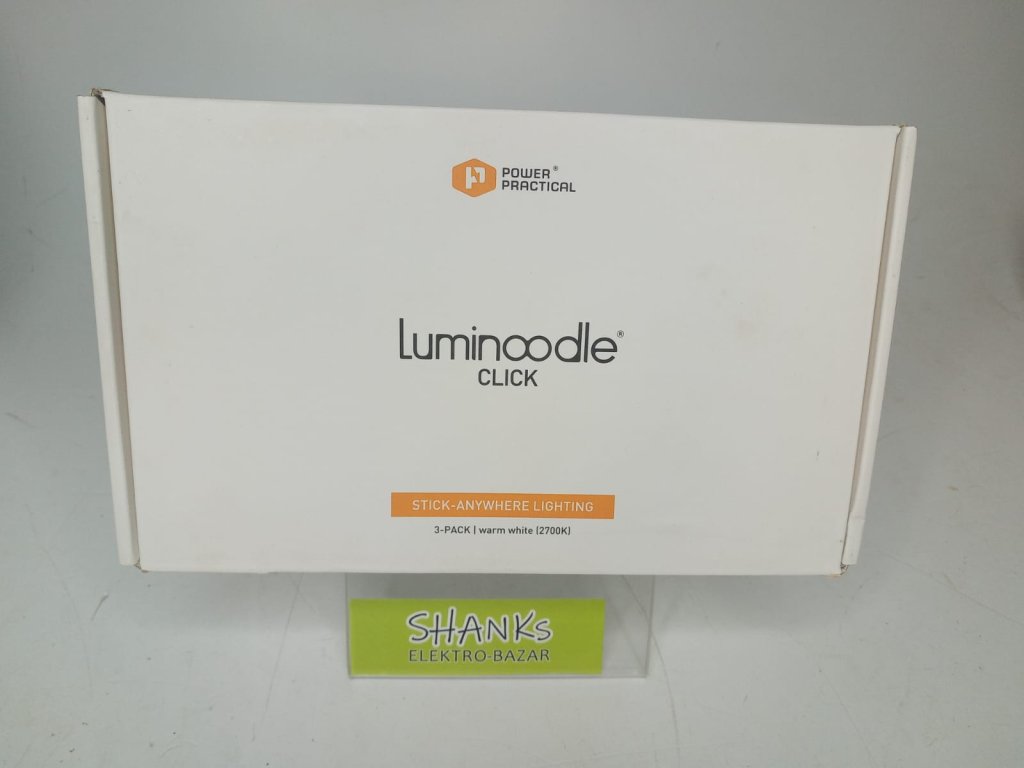 POWER®
PRACTICAL
Luminoodle®
CLICK
STICK-ANYWHERE LIGHTING
3-PACK | warm white (2700K)
SHANKs
ELEKTRO-BAZAR